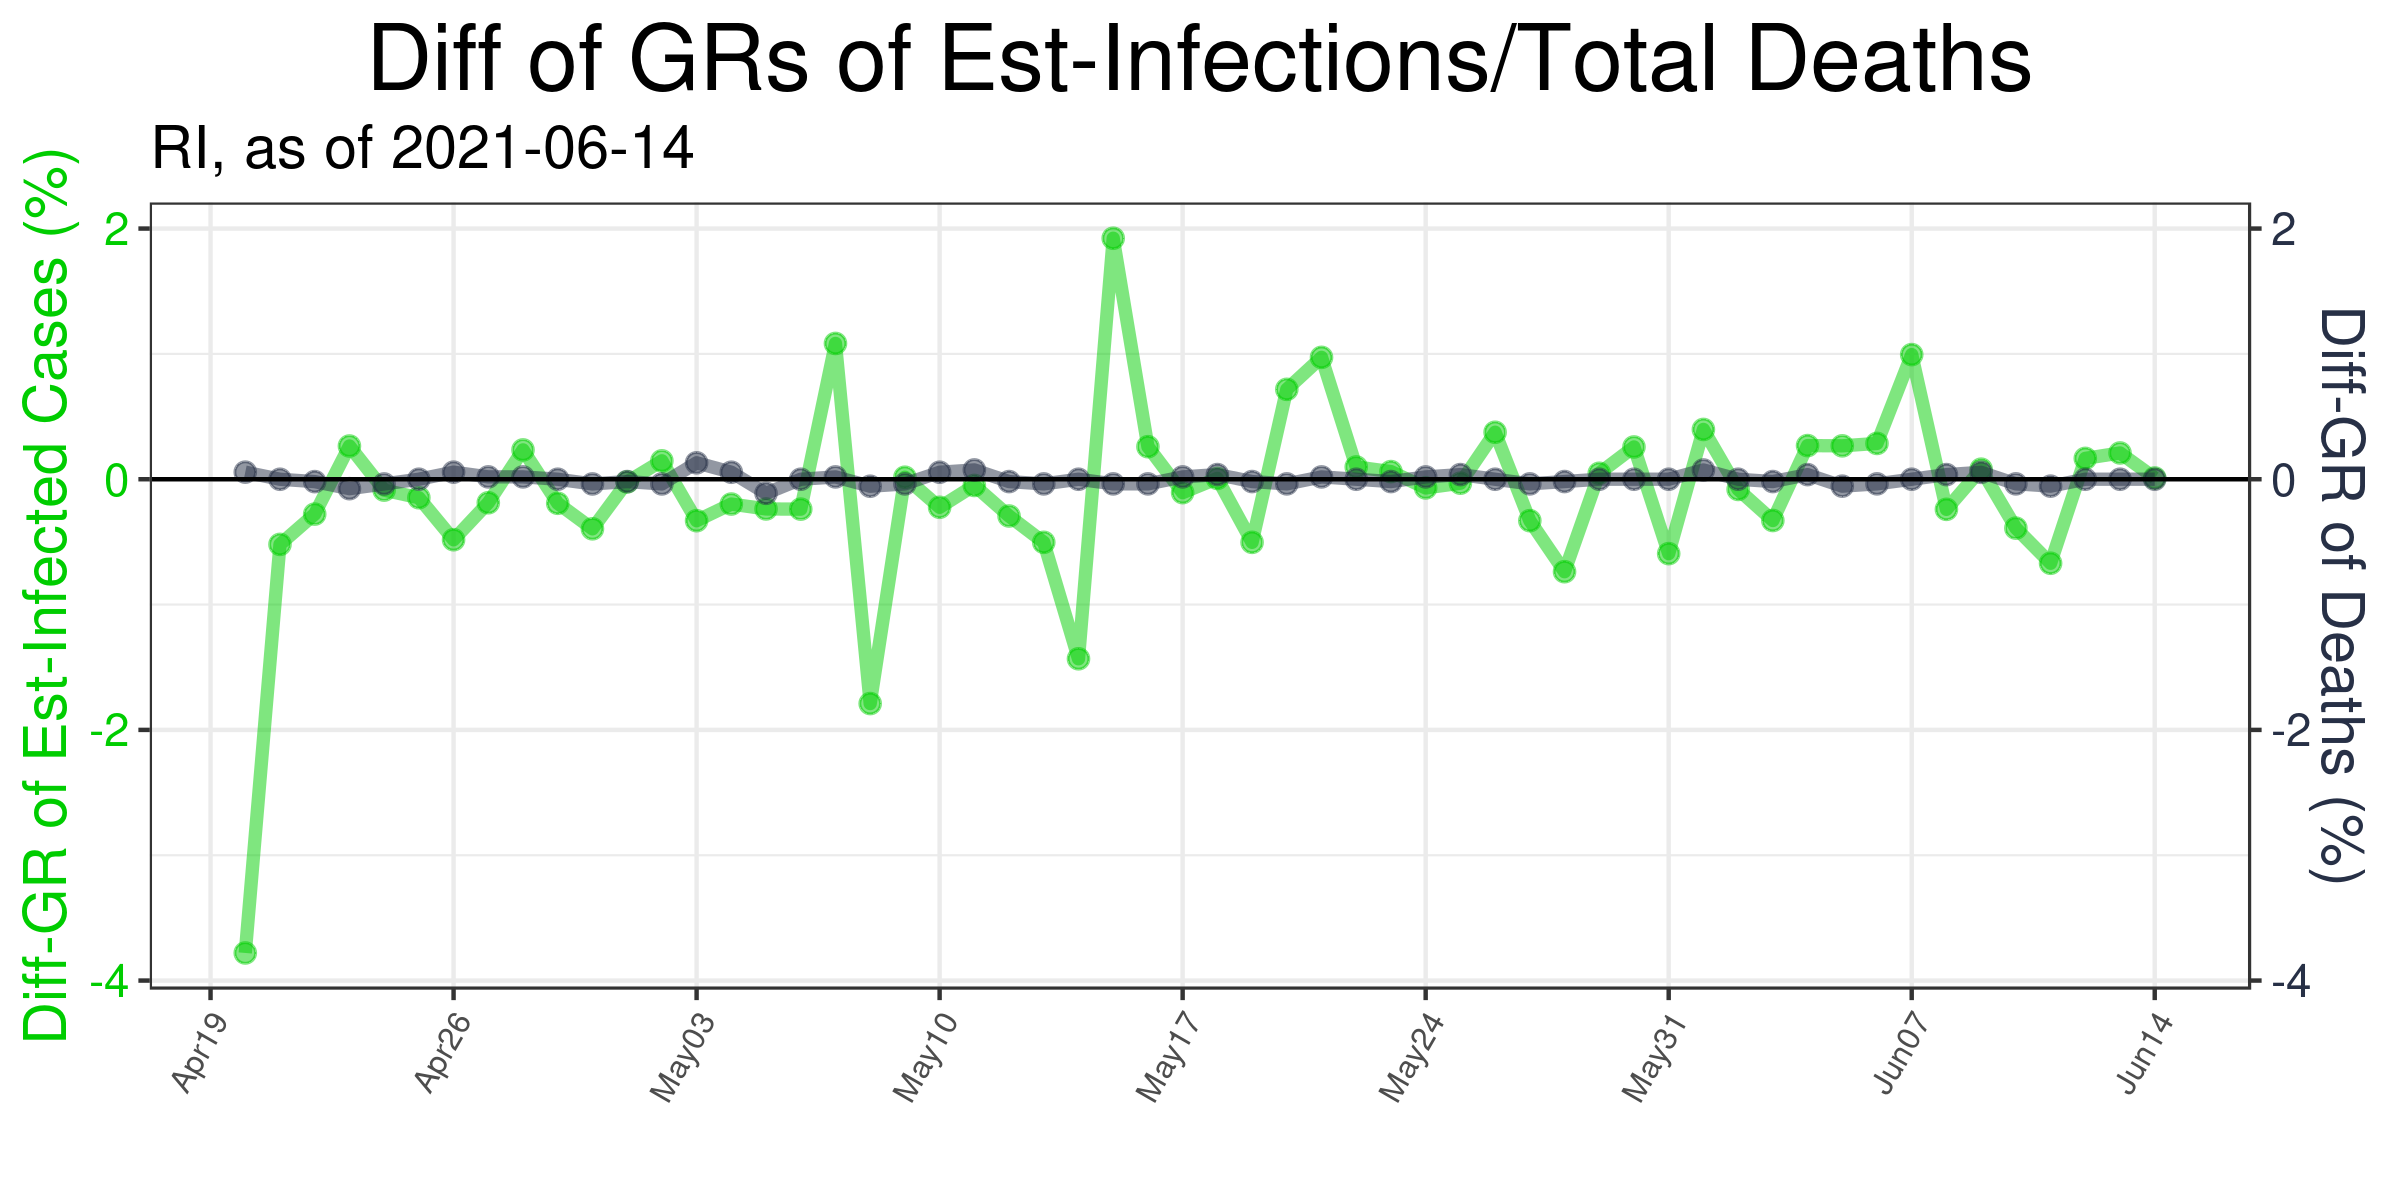 Diff of GRs of Est-Infections/Total Deaths
RI, as of 2021-06-14
Diff-GR of Est-Infected Cases (%)
2
0
-2
-4
2
0
-2
-4
Diff-GR of Deaths (%)
Apr19
Apr26
May03
May10
May17
May24
May31
Jun07
Jun14